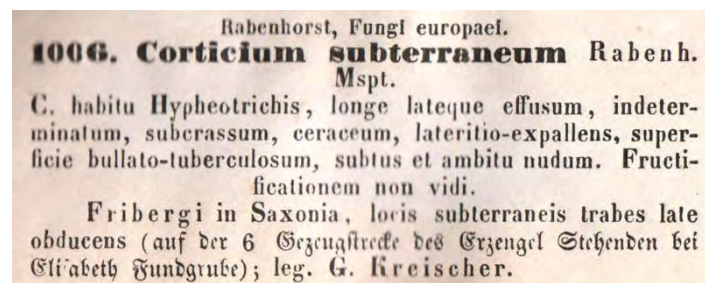 Rabenhorst, Fungi europaei.
1006. Corticium subterraneum Rabenh.
Mspt.
C. habitu Hypheotrichis, longe lateque effusum, indeter-
minatum, subcrassum, ceraceum, lateritio-expallens, super-
ficie bullato-tuberculosum, subtus et ambitu nudum. Fructi-
ficationem non vidi.
Fribergi in Saxonia, locis subterraneis trabes late
obducens (auf der 6 Gezeugstrecke des Erzengel Stehenden bei
Elisabeth Fundgrube); leg. G. Kreischer.